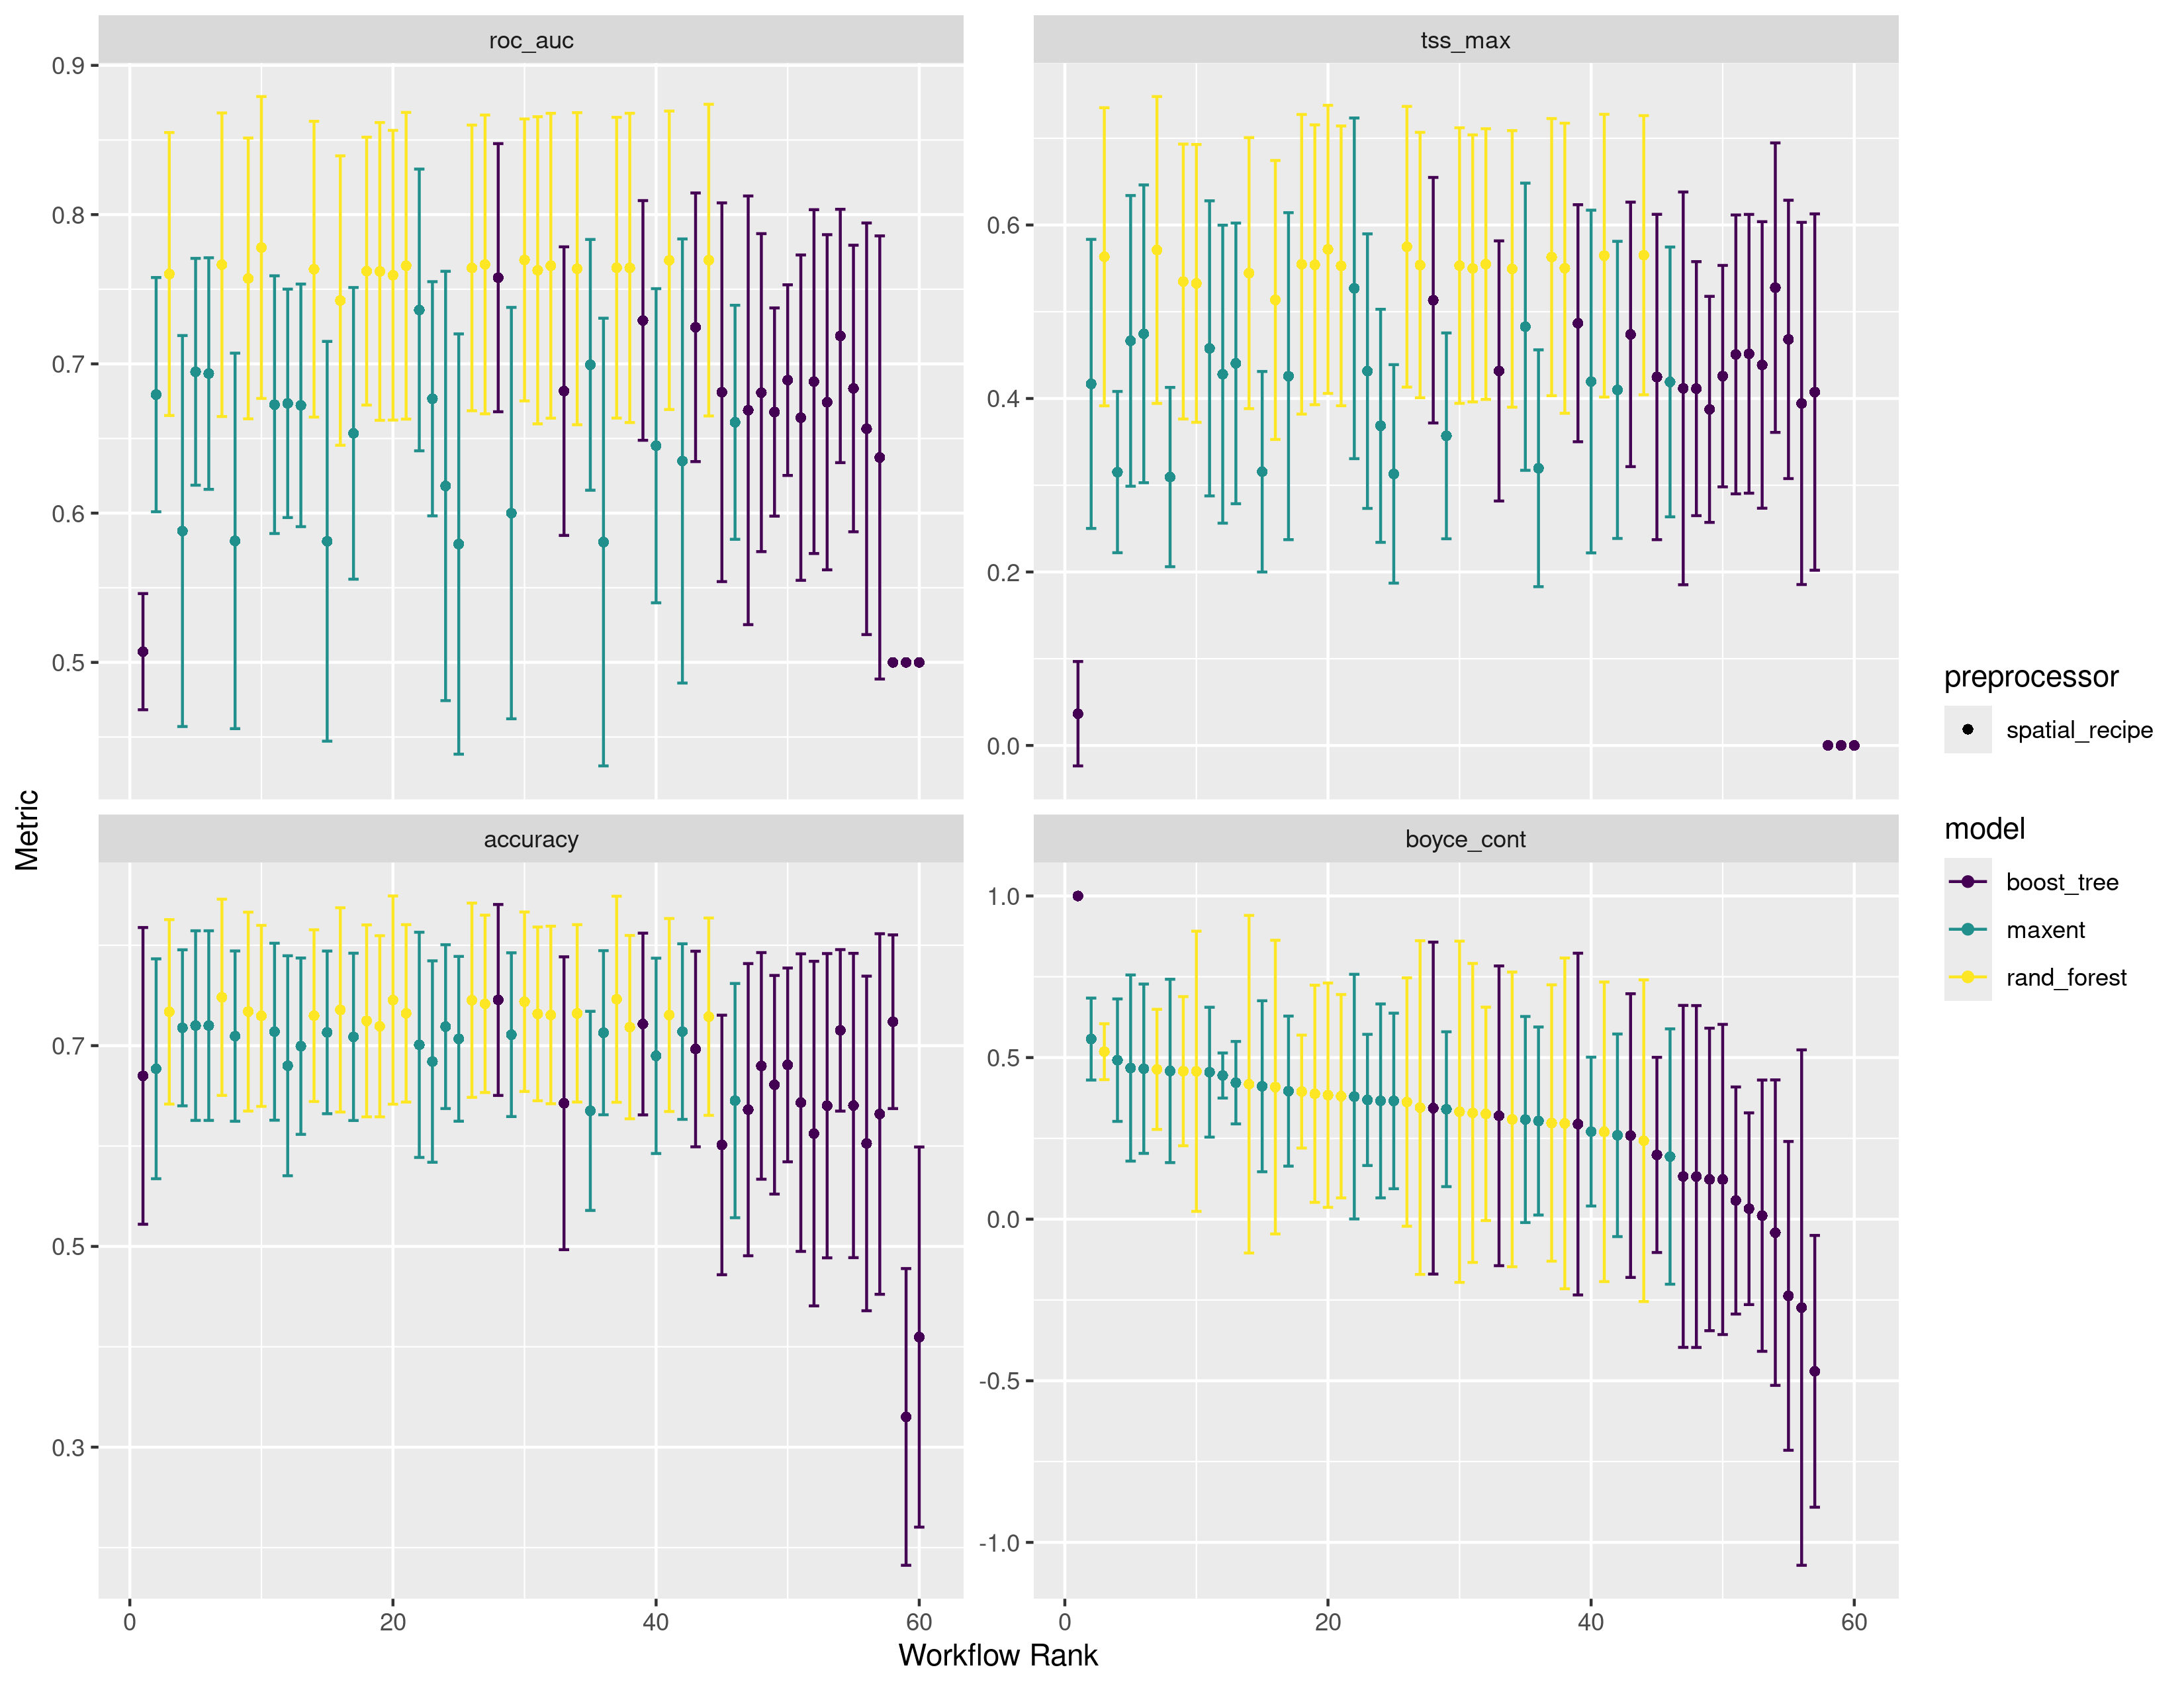 roc_auc
tss_max
0.9
0.8
0.7
0.6
0.5
0.6
0.4
0.2
0.0
accuracy
boyce_cont
0.7
0.5
0.3
1.0
0.5
0.0
-0.5
-1.0
0
20
40
60
0
20
40
60
Workflow Rank
Metric
preprocessor
spatial_recipe
model
boost_tree
maxent
rand_forest